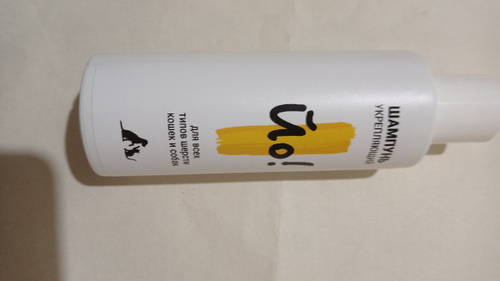 ШАМПУНЬ
УКРЕПЛЯЮЩИЙ
Йо!
для всех
типов шерсти
кошек и собак